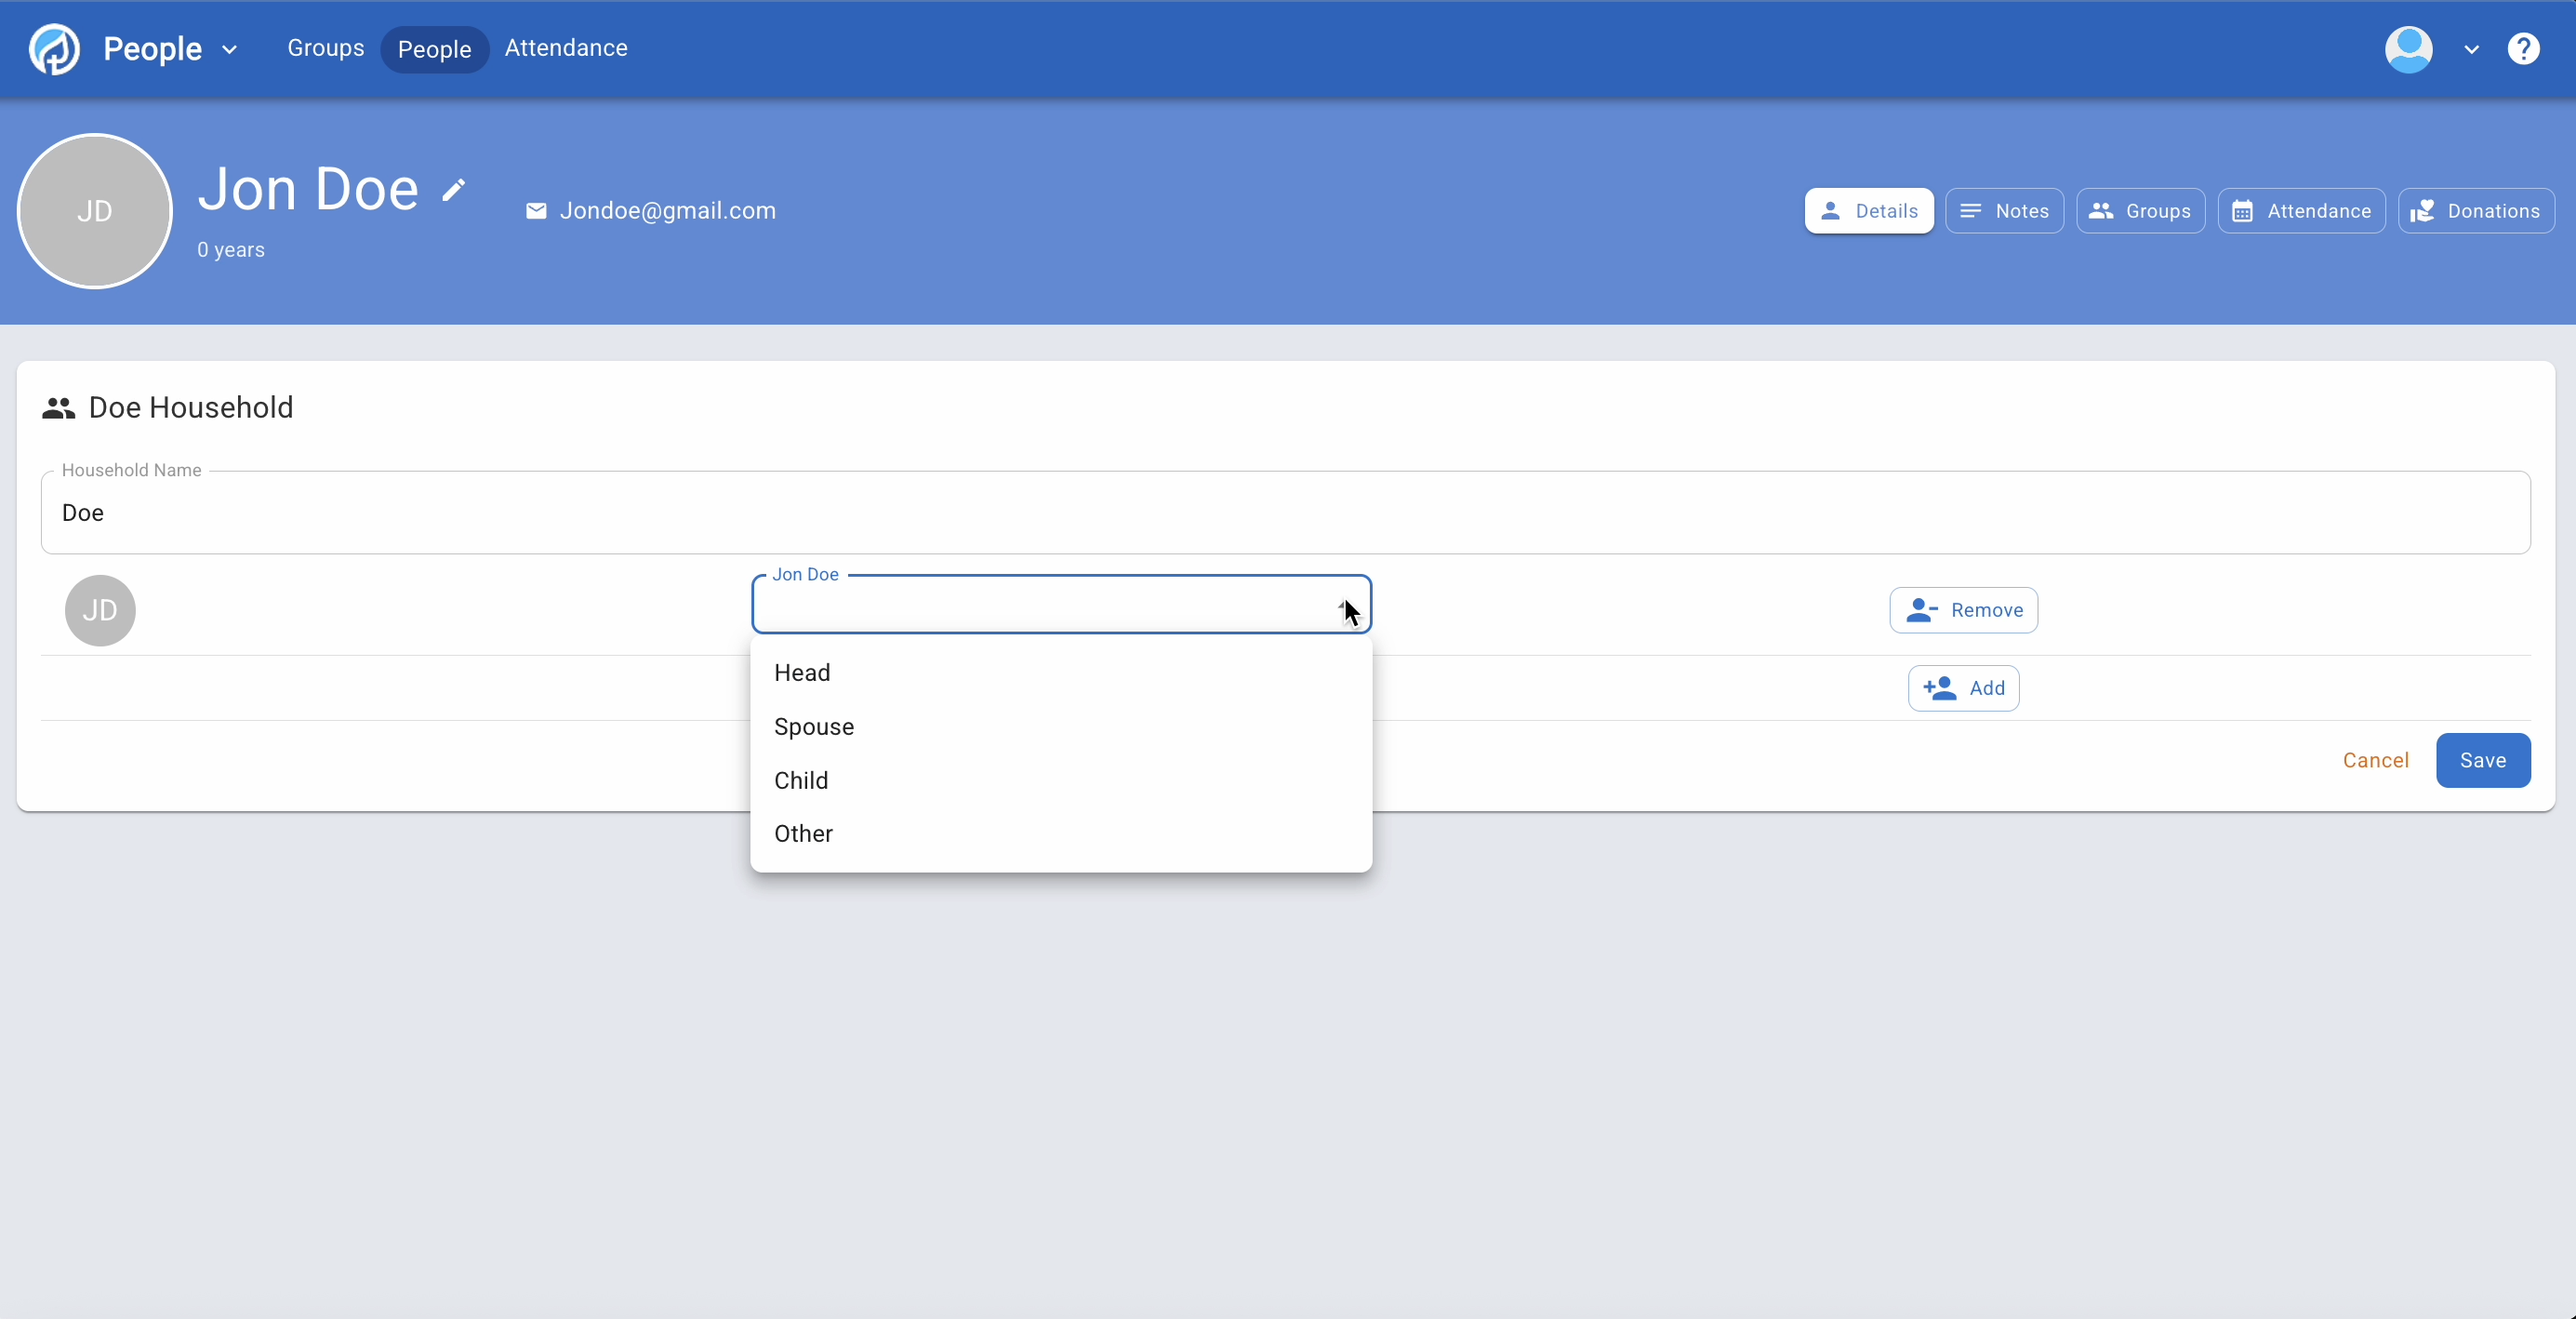 People Groups People Attendance
JD
Jon Doe
0 years
Jondoe@gmail.com
Details Notes Groups Attendance Donations
Doe Household
Household Name
Doe
JD
Jon Doe
Remove
Head
Add
Spouse
Cancel Save
Child
Other